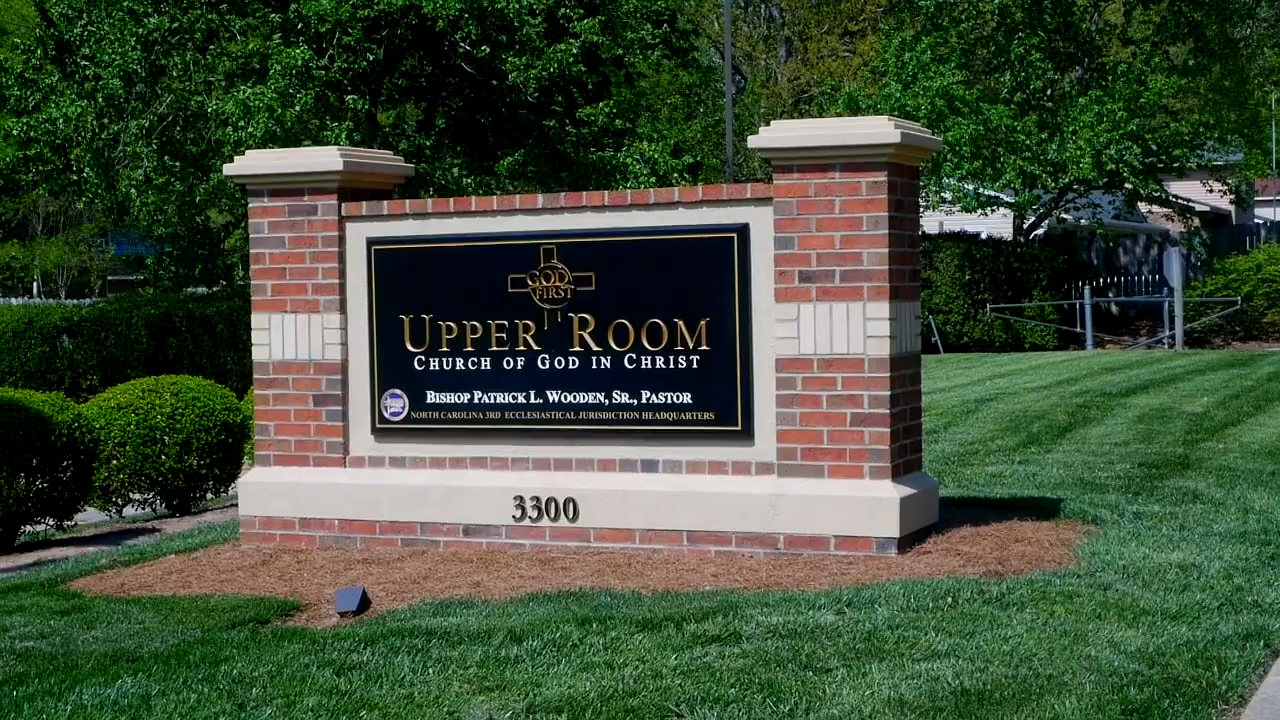 GOD
FIRST
UPPER ROOM
CHURCH OF GOD IN CHRIST
BISHOP PATRICK L. WOODEN, SR., PASTOR
NORTH CAROLINA 3RD ECCLESIASTICAL JURISDICTION HEADQUARTERS
3300